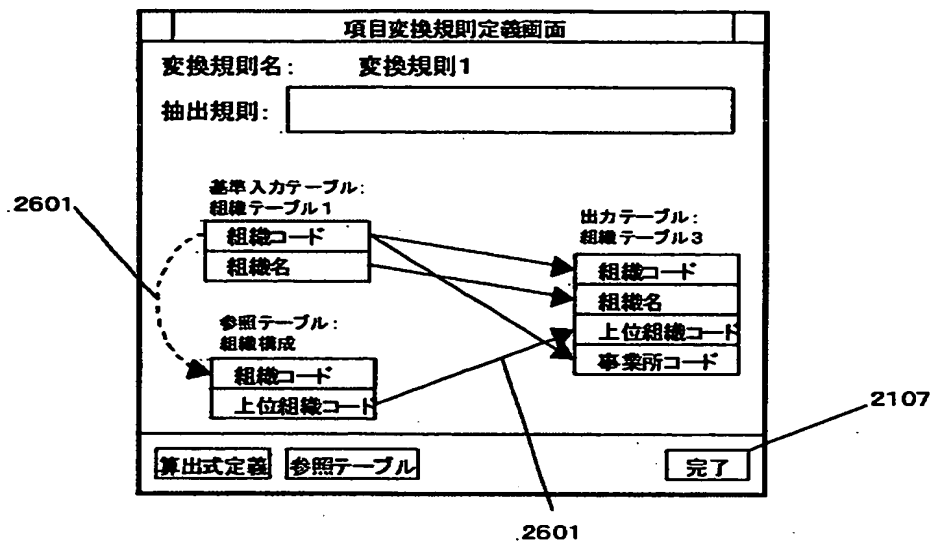 項目変換規則定義画面
変換規則名: 変換規則1
抽出規則:
基準入力テーブル:
組織テーブル1
組織コード
組織名
参照テーブル:
組織構成
組織コード
上位組織コード
出力テーブル:
組織テーブル3
組織コード
組織名
上位組織コード
事業所コード
算出式定義 参照テーブル 完了
2601
2107
2601